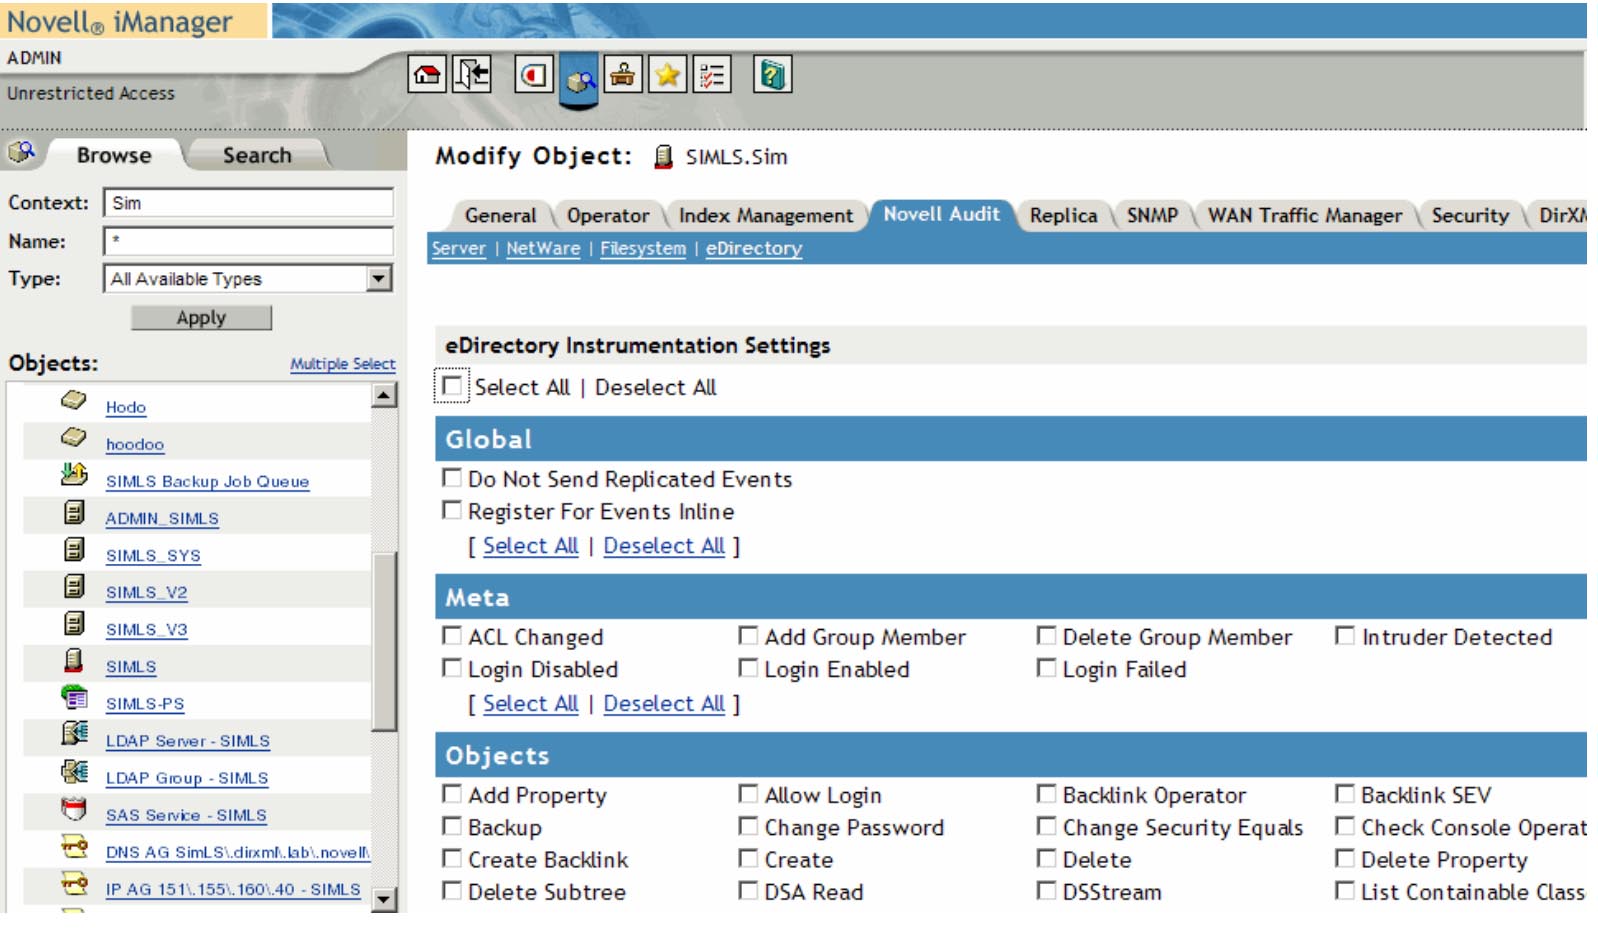 Novell® iManager
ADMIN
Unrestricted Access
Browse Search
Context: Sim
Name: *
Type: All Available Types
Apply
Objects: Multiple Select
Hodo
hoodoo
SIMLS Backup Job Queue
ADMIN_SIMLS
SIMLS_SYS
SIMLS_V2
SIMLS_V3
SIMLS
SIMLS-PS
LDAP Server - SIMLS
LDAP Group - SIMLS
SAS Service - SIMLS
DNS AG SimLS\.dirxml\.lab\.novell\
IP AG 151\.155\.160\.40 - SIMLS
Modify Object: SIMLS.Sim
General Operator Index Management Novell Audit Replica SNMP WAN Traffic Manager Security DirXM
Server | NetWare | Filesystem | eDirectory
eDirectory Instrumentation Settings
Select All | Deselect All
Global
Do Not Send Replicated Events
Register For Events Inline
[ Select All | Deselect All ]
Meta
ACL Changed Add Group Member Delete Group Member Intruder Detected
Login Disabled Login Enabled Login Failed
[ Select All | Deselect All ]
Objects
Add Property Allow Login Backlink Operator Backlink SEV
Backup Change Password Change Security Equals Check Console Operat
Create Backlink Create Delete Delete Property
Delete Subtree DSA Read DSStream List Containable Class